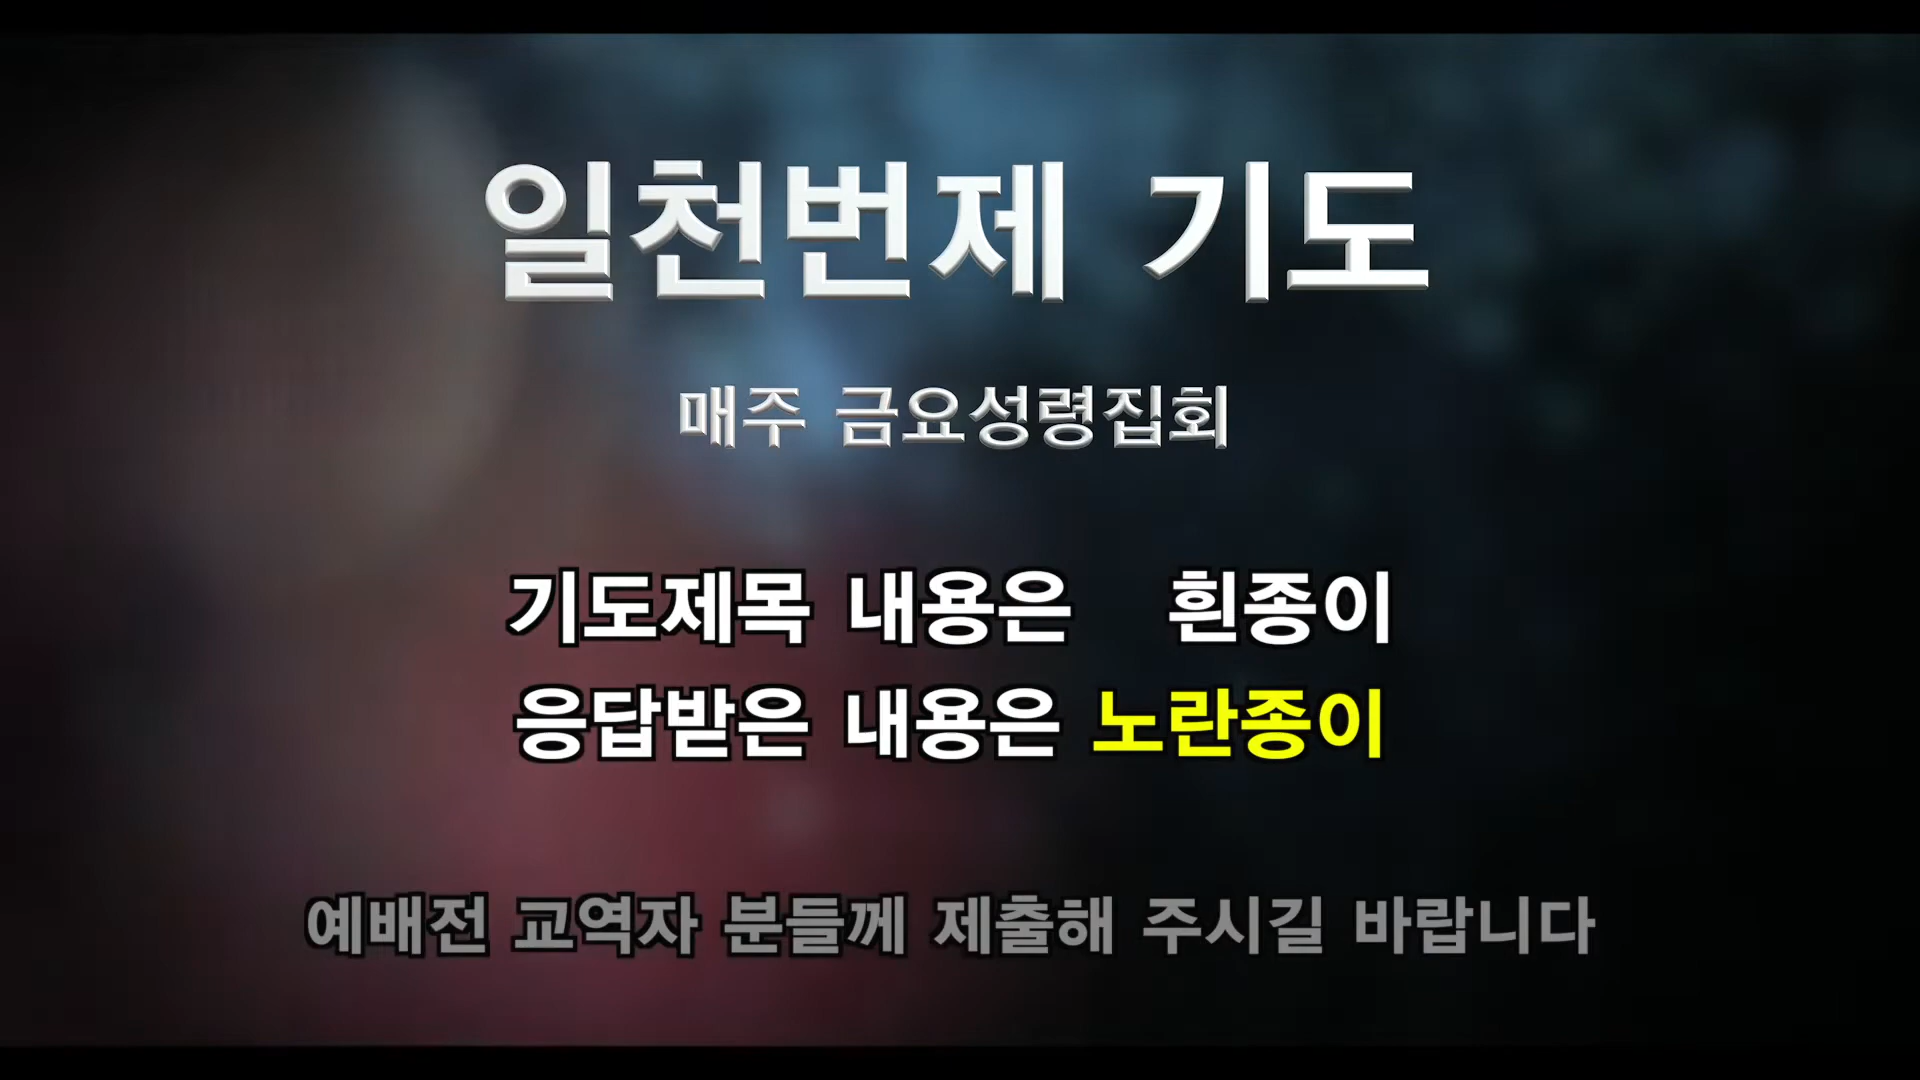 일천번제 기도
매주 금요성령집회
기도제목 내용은 흰종이
응답받은 내용은 노란종이
예배전 교역자 분들께 제출해 주시길 바랍니다